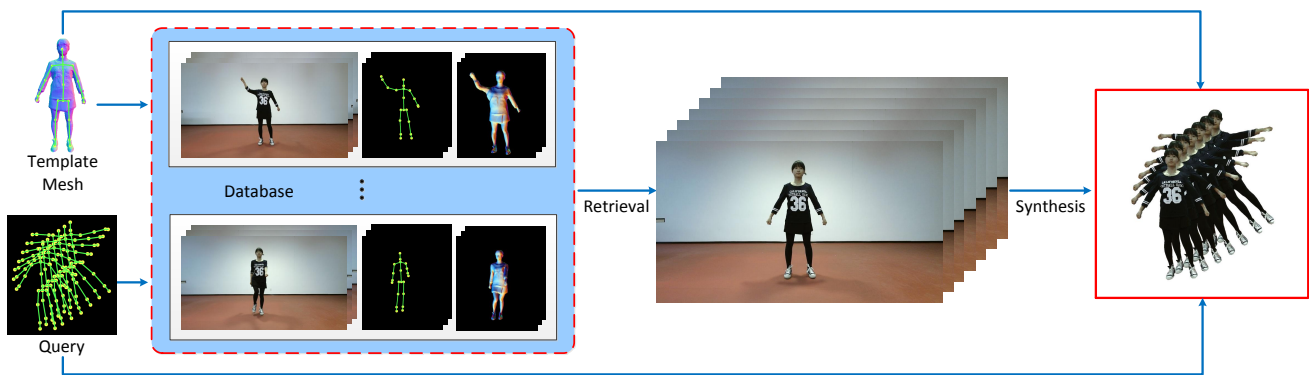 Template
Mesh
Query
Database
Retrieval
Synthesis
36
36
36
36